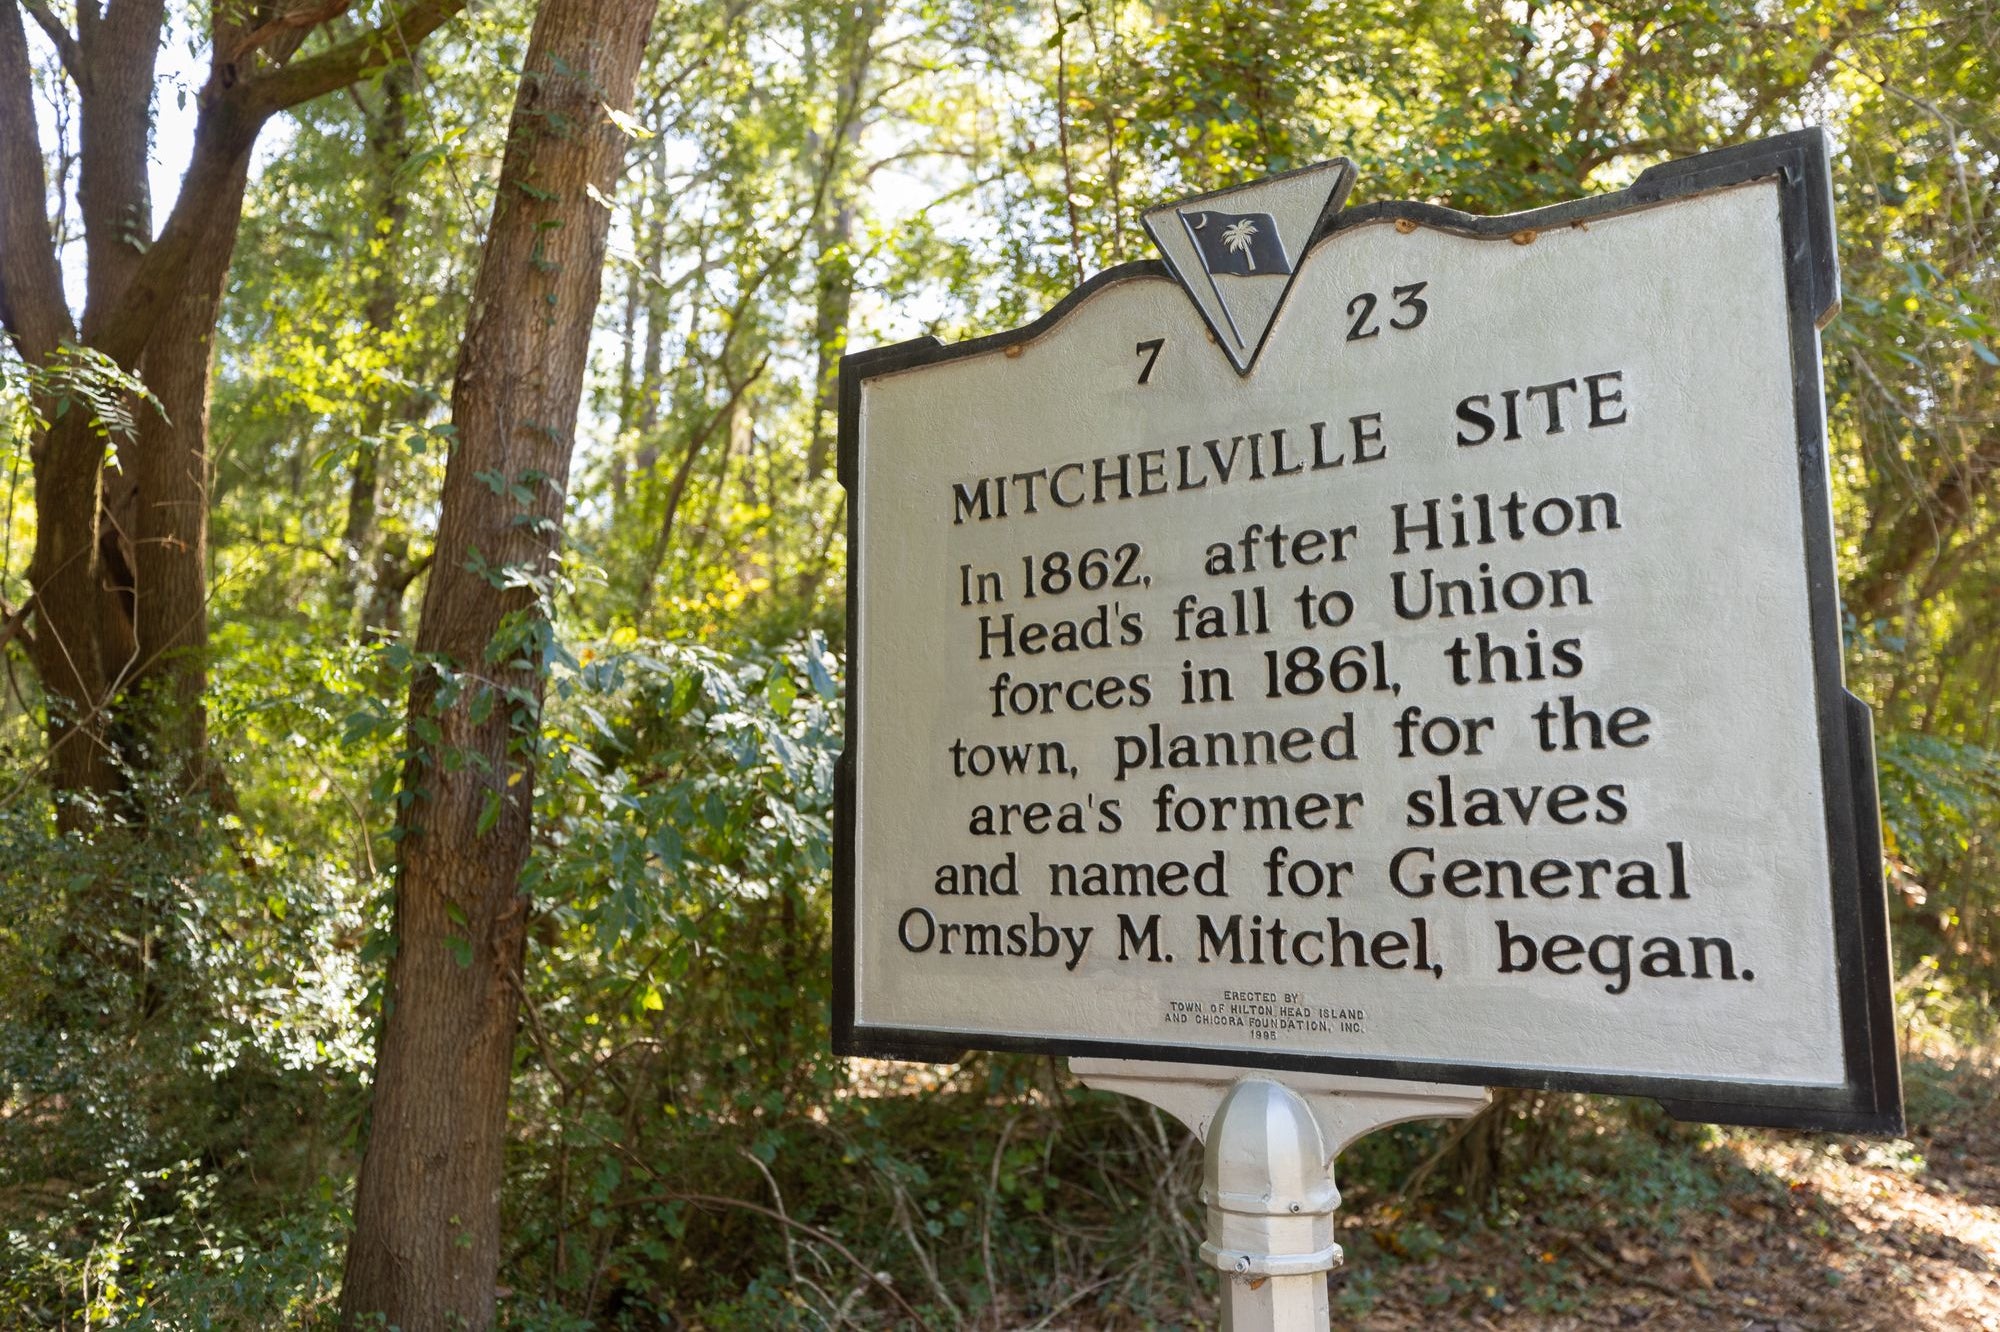 7 23
MITCHELVILLE SITE
In 1862, after Hilton
Head's fall to Union
forces in 1861, this
town, planned for the
area's former slaves
and named for General
Ormsby M. Mitchel, began.
ERECTED BY
TOWN OF HILTON HEAD ISLAND
AND CHICORA FOUNDATION, INC.
1995